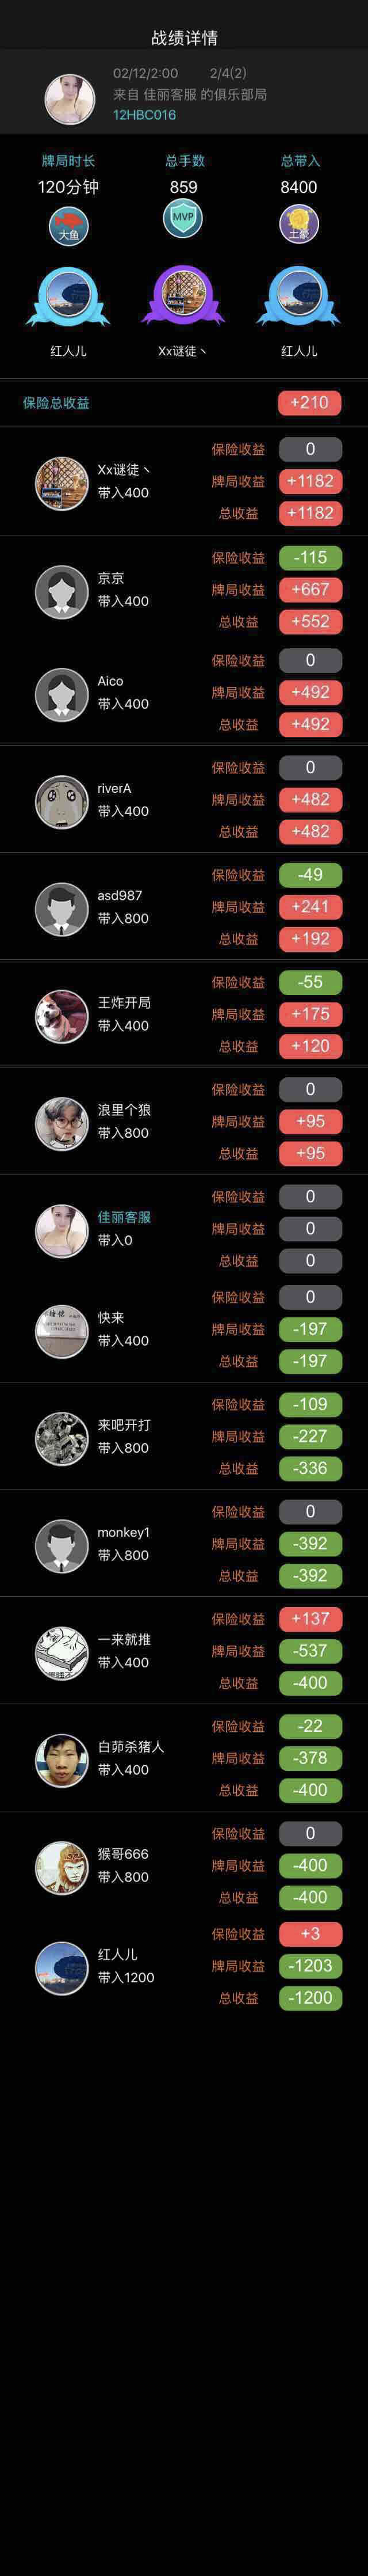 战绩详情
02/12/2:00 2/4(2)
来自 佳丽客服 的俱乐部局
12HBC016
牌局时长 总手数 总带入
120分钟 859 8400
大鱼 MVP 土豪
红人儿 Xx谜徒丶 红人儿
保险总收益 +210
保险收益 0
Xx谜徒丶
牌局收益 +1182
带入400
总收益 +1182
保险收益 -115
京京
牌局收益 +667
带入400
总收益 +552
保险收益 0
Aico
牌局收益 +492
带入400
总收益 +492
保险收益 0
riverA
牌局收益 +482
带入400
总收益 +482
保险收益 -49
asd987
牌局收益 +241
带入800
总收益 +192
保险收益 -55
王炸开局
牌局收益 +175
带入400
总收益 +120
保险收益 0
浪里个狼
牌局收益 +95
带入800
总收益 +95
保险收益 0
佳丽客服
牌局收益 0
带入0
总收益 0
保险收益 0
快来
牌局收益 -197
带入400
总收益 -197
保险收益 -109
来吧开打
牌局收益 -227
带入800
总收益 -336
保险收益 0
monkey1
牌局收益 -392
带入800
总收益 -392
保险收益 +137
一来就推
牌局收益 -537
带入400
总收益 -400
保险收益 -22
白茆杀猪人
牌局收益 -378
带入400
总收益 -400
保险收益 0
猴哥666
牌局收益 -400
带入800
总收益 -400
保险收益 +3
红人儿
牌局收益 -1203
带入1200
总收益 -1200